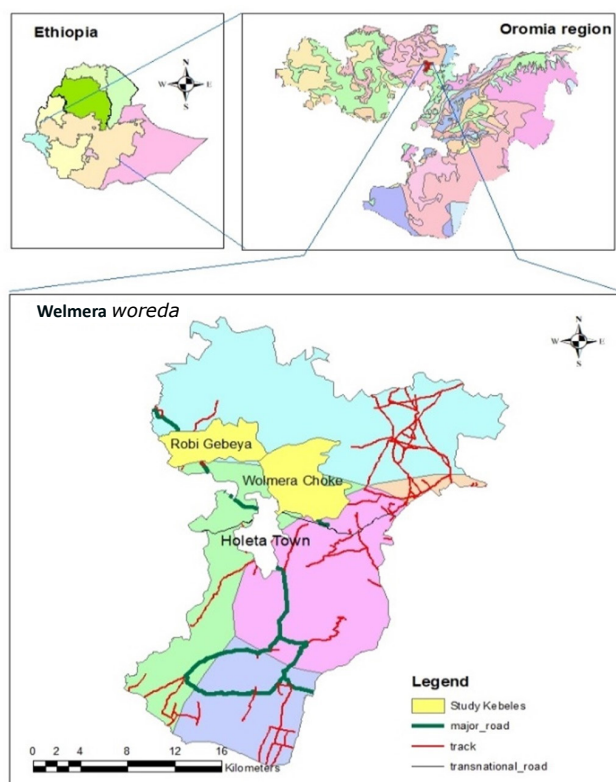 Ethiopia
N
W E
S
Oromia region
N
W E
S
Welmera woreda
N
W E
S
Robi Gebeya
Wolmera Choke
Holeta Town
Legend
Study Kebeles
major_road
track
transnational_road
0 2 4 8 12 16
Kilometers